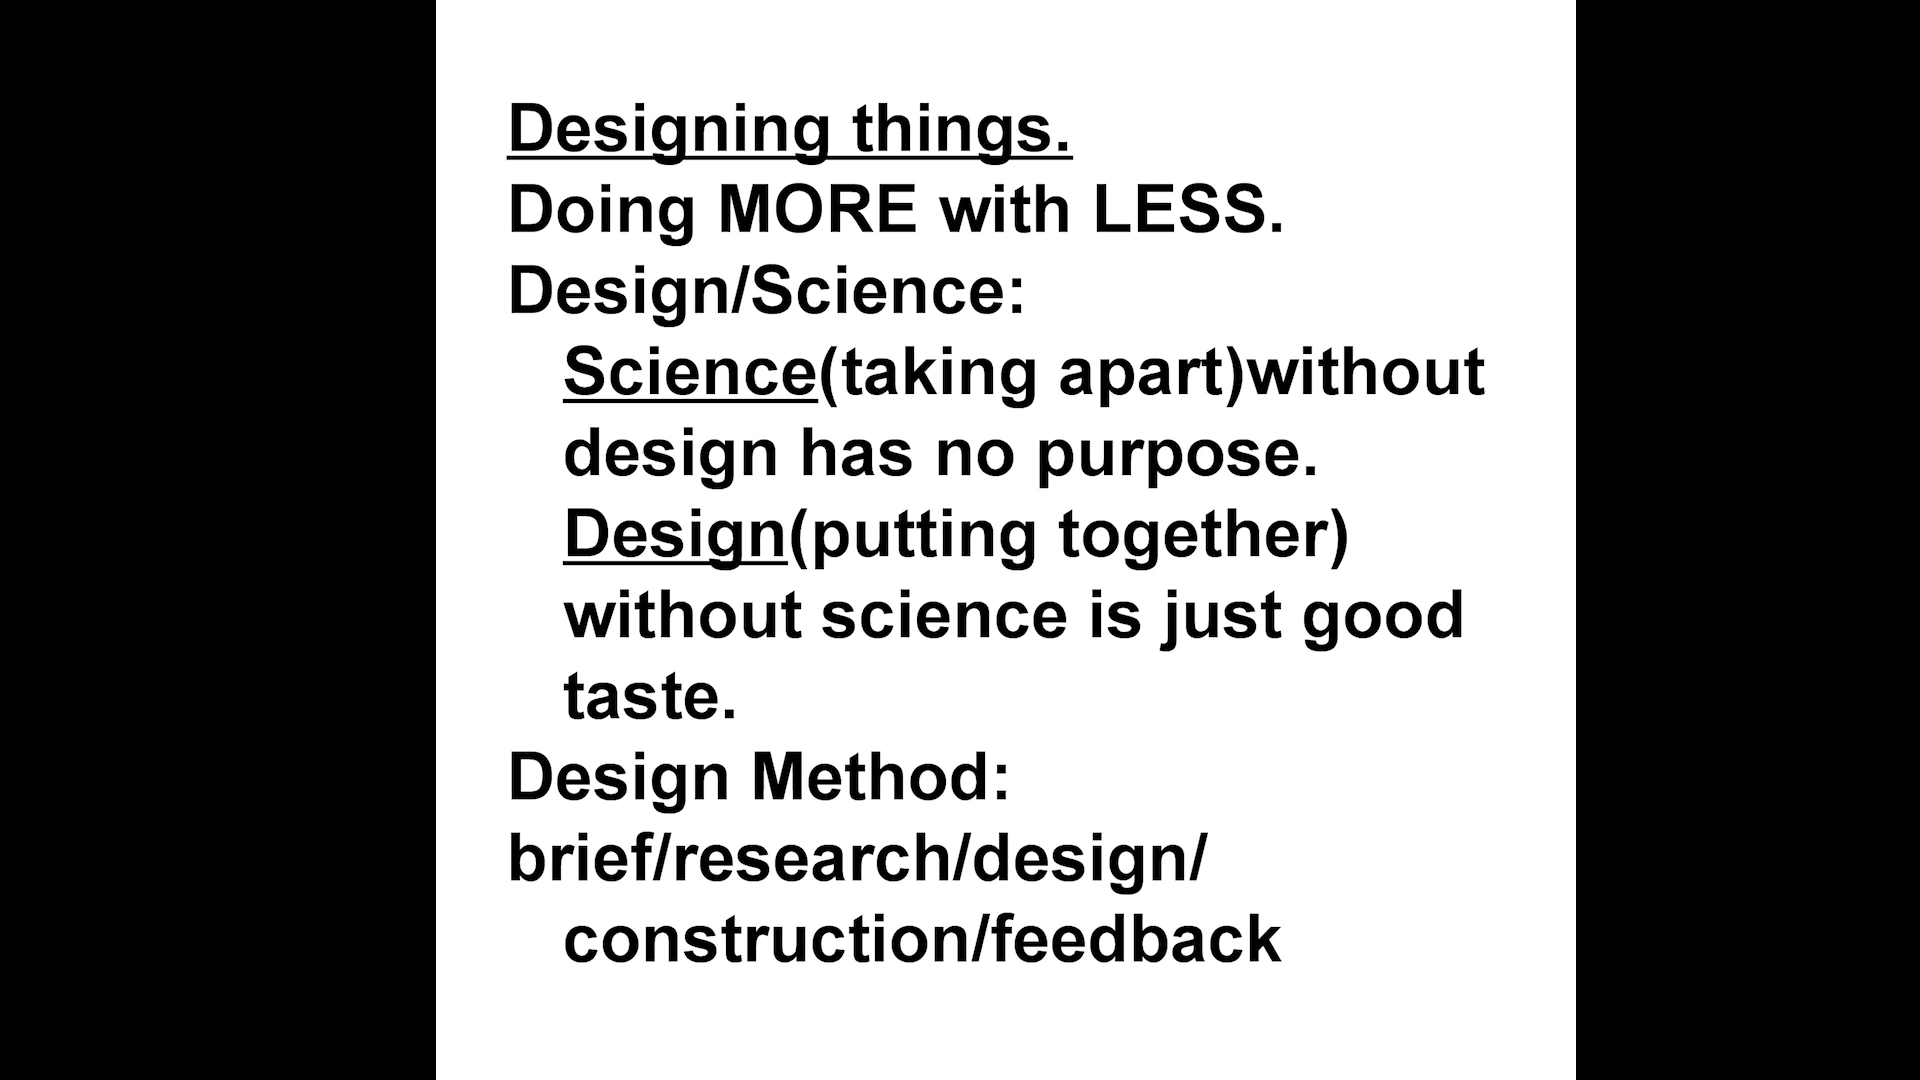 Designing things.
Doing MORE with LESS.
Design/Science:
Science(taking apart)without
design has no purpose.
Design(putting together)
without science is just good
taste.
Design Method:
brief/research/design/
construction/feedback